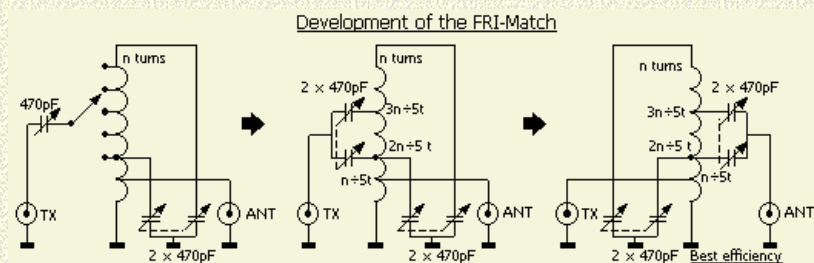 Development of the FRI-Match
n turns
470pF
TX
ANT
2 × 470pF
n turns
2 × 470pF
3n÷5t
2n÷5 t
n÷5t
TX
ANT
2 × 470pF
n turns
2 × 470pF
3n÷5t
2n÷5 t
n÷5t
TX
ANT
2 × 470pF
Best efficiency